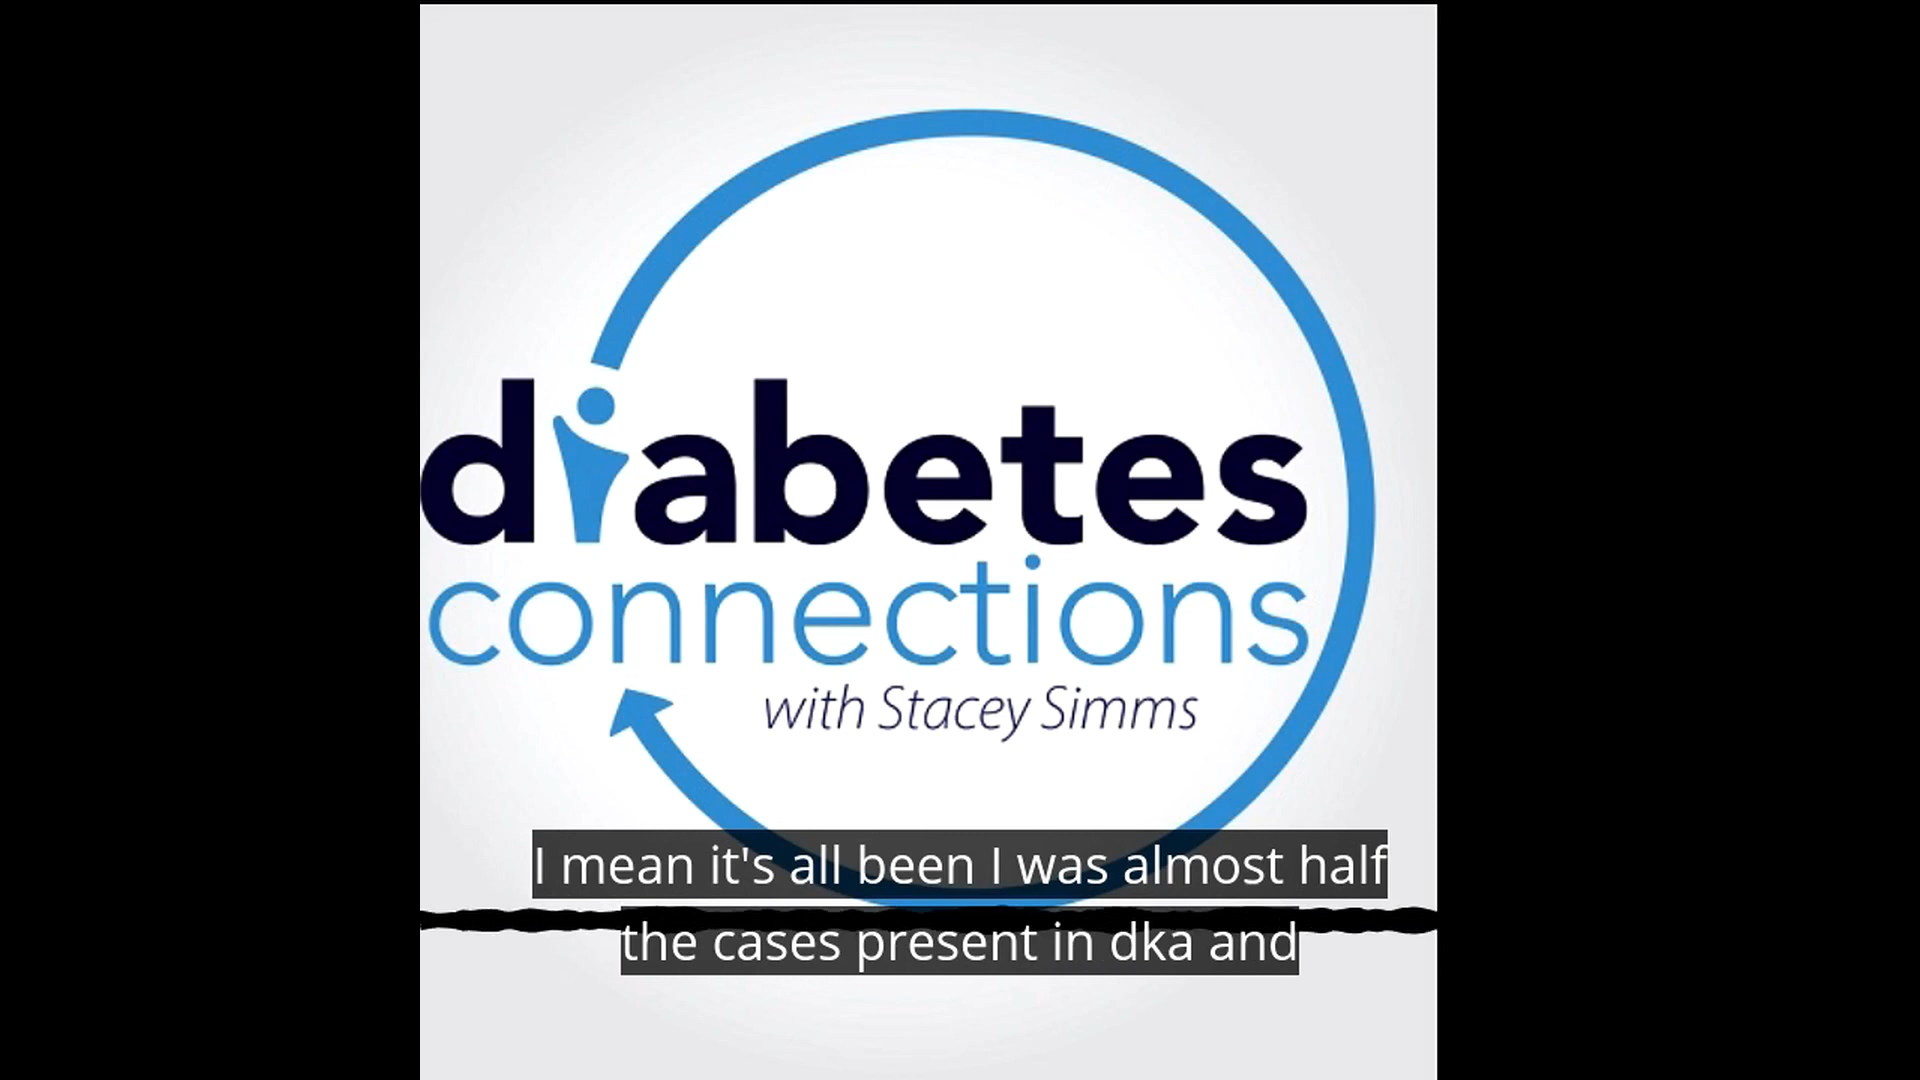 diabetes
connections
with Stacey Simms
I mean it's all been I was almost half
the cases present in dka and